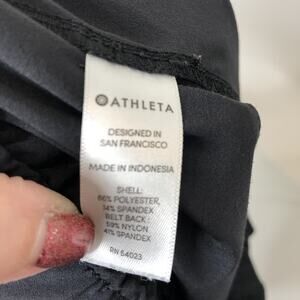 ATHLETA
DESIGNED IN
SAN FRANCISCO
MADE IN INDONESIA
SHELL:
86% POLYESTER,
14% SPANDEX
BELT BACK:
59% NYLON
41% SPANDEX
RN 54023